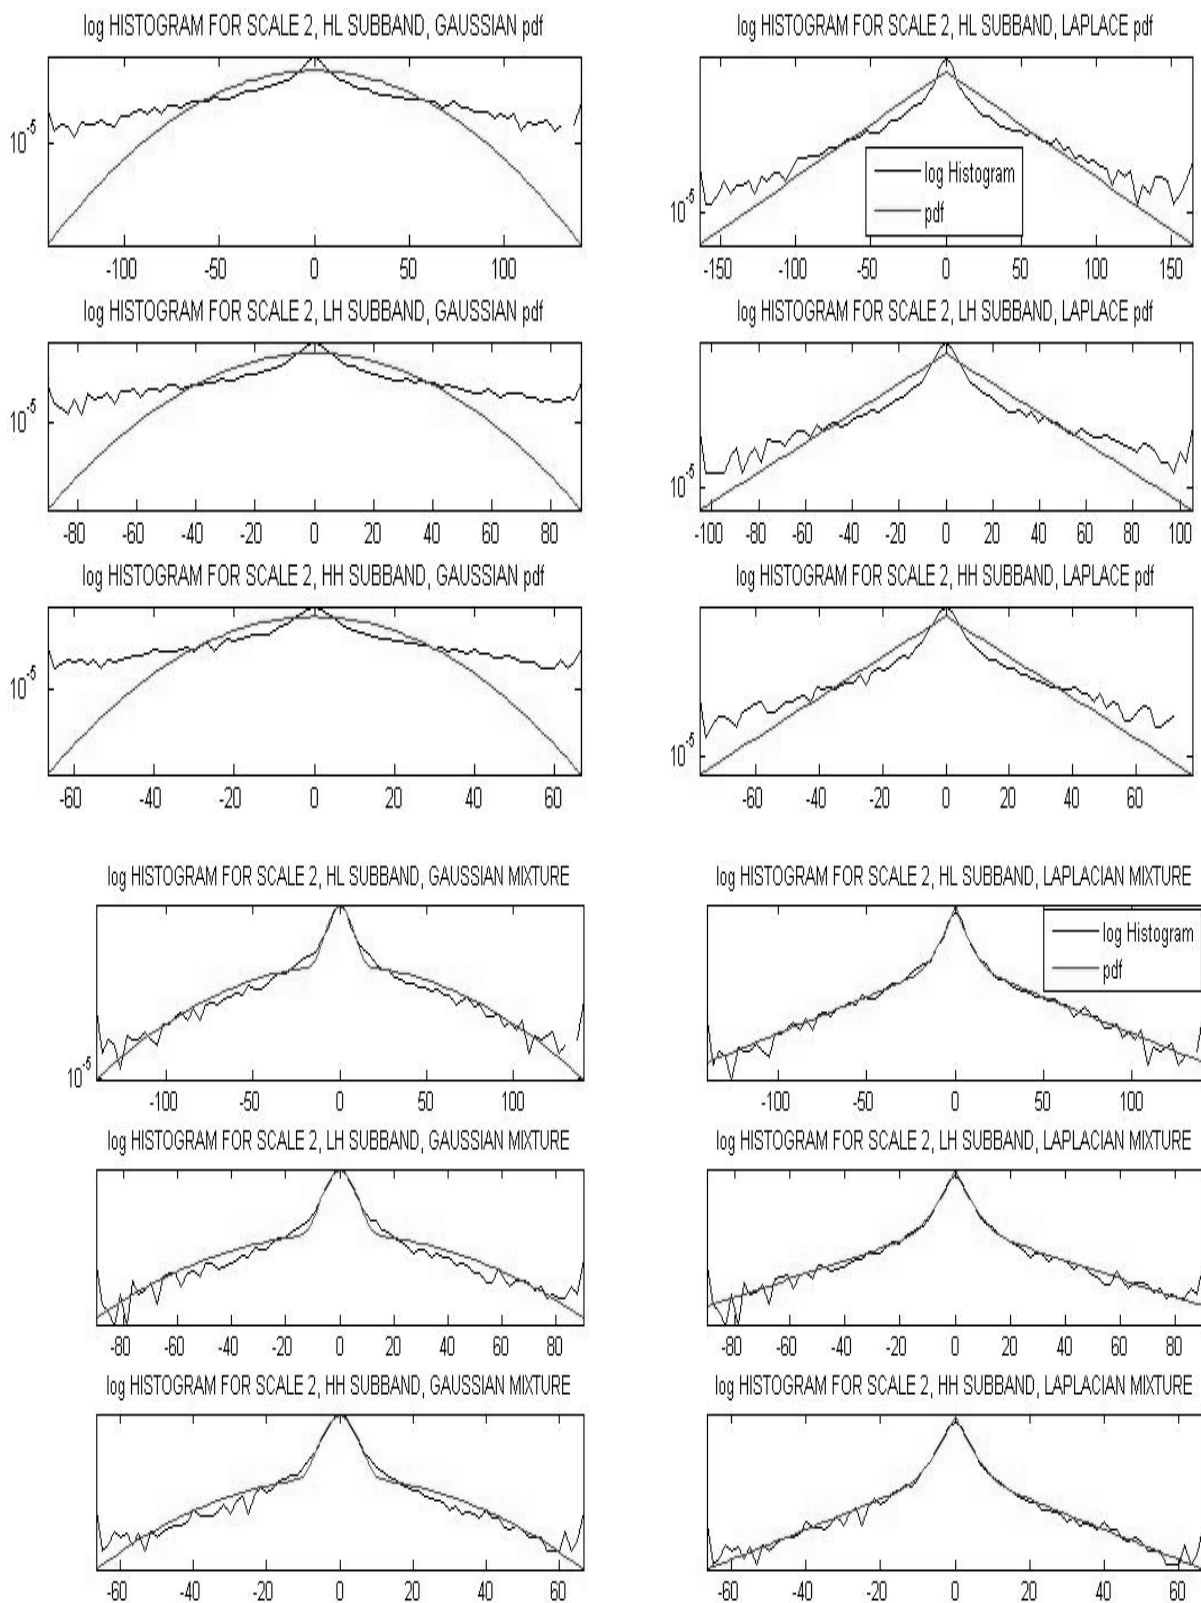 log HISTOGRAM FOR SCALE 2, HL SUBBAND, GAUSSIAN pdf
10^-5
-100 -50 0 50 100
log HISTOGRAM FOR SCALE 2, HL SUBBAND, LAPLACE pdf
log Histogram
pdf
10^-5
-150 -100 -50 0 50 100 150
log HISTOGRAM FOR SCALE 2, LH SUBBAND, GAUSSIAN pdf
10^-5
-80 -60 -40 -20 0 20 40 60 80
log HISTOGRAM FOR SCALE 2, LH SUBBAND, LAPLACE pdf
10^-5
-100 -80 -60 -40 -20 0 20 40 60 80 100
log HISTOGRAM FOR SCALE 2, HH SUBBAND, GAUSSIAN pdf
10^-5
-60 -40 -20 0 20 40 60
log HISTOGRAM FOR SCALE 2, HH SUBBAND, LAPLACE pdf
10^-5
-60 -40 -20 0 20 40 60
log HISTOGRAM FOR SCALE 2, HL SUBBAND, GAUSSIAN MIXTURE
10^-5
-100 -50 0 50 100
log HISTOGRAM FOR SCALE 2, HL SUBBAND, LAPLACIAN MIXTURE
log Histogram
pdf
-100 -50 0 50 100
log HISTOGRAM FOR SCALE 2, LH SUBBAND, GAUSSIAN MIXTURE
-80 -60 -40 -20 0 20 40 60 80
log HISTOGRAM FOR SCALE 2, LH SUBBAND, LAPLACIAN MIXTURE
-80 -60 -40 -20 0 20 40 60 80
log HISTOGRAM FOR SCALE 2, HH SUBBAND, GAUSSIAN MIXTURE
-60 -40 -20 0 20 40 60
log HISTOGRAM FOR SCALE 2, HH SUBBAND, LAPLACIAN MIXTURE
-60 -40 -20 0 20 40 60